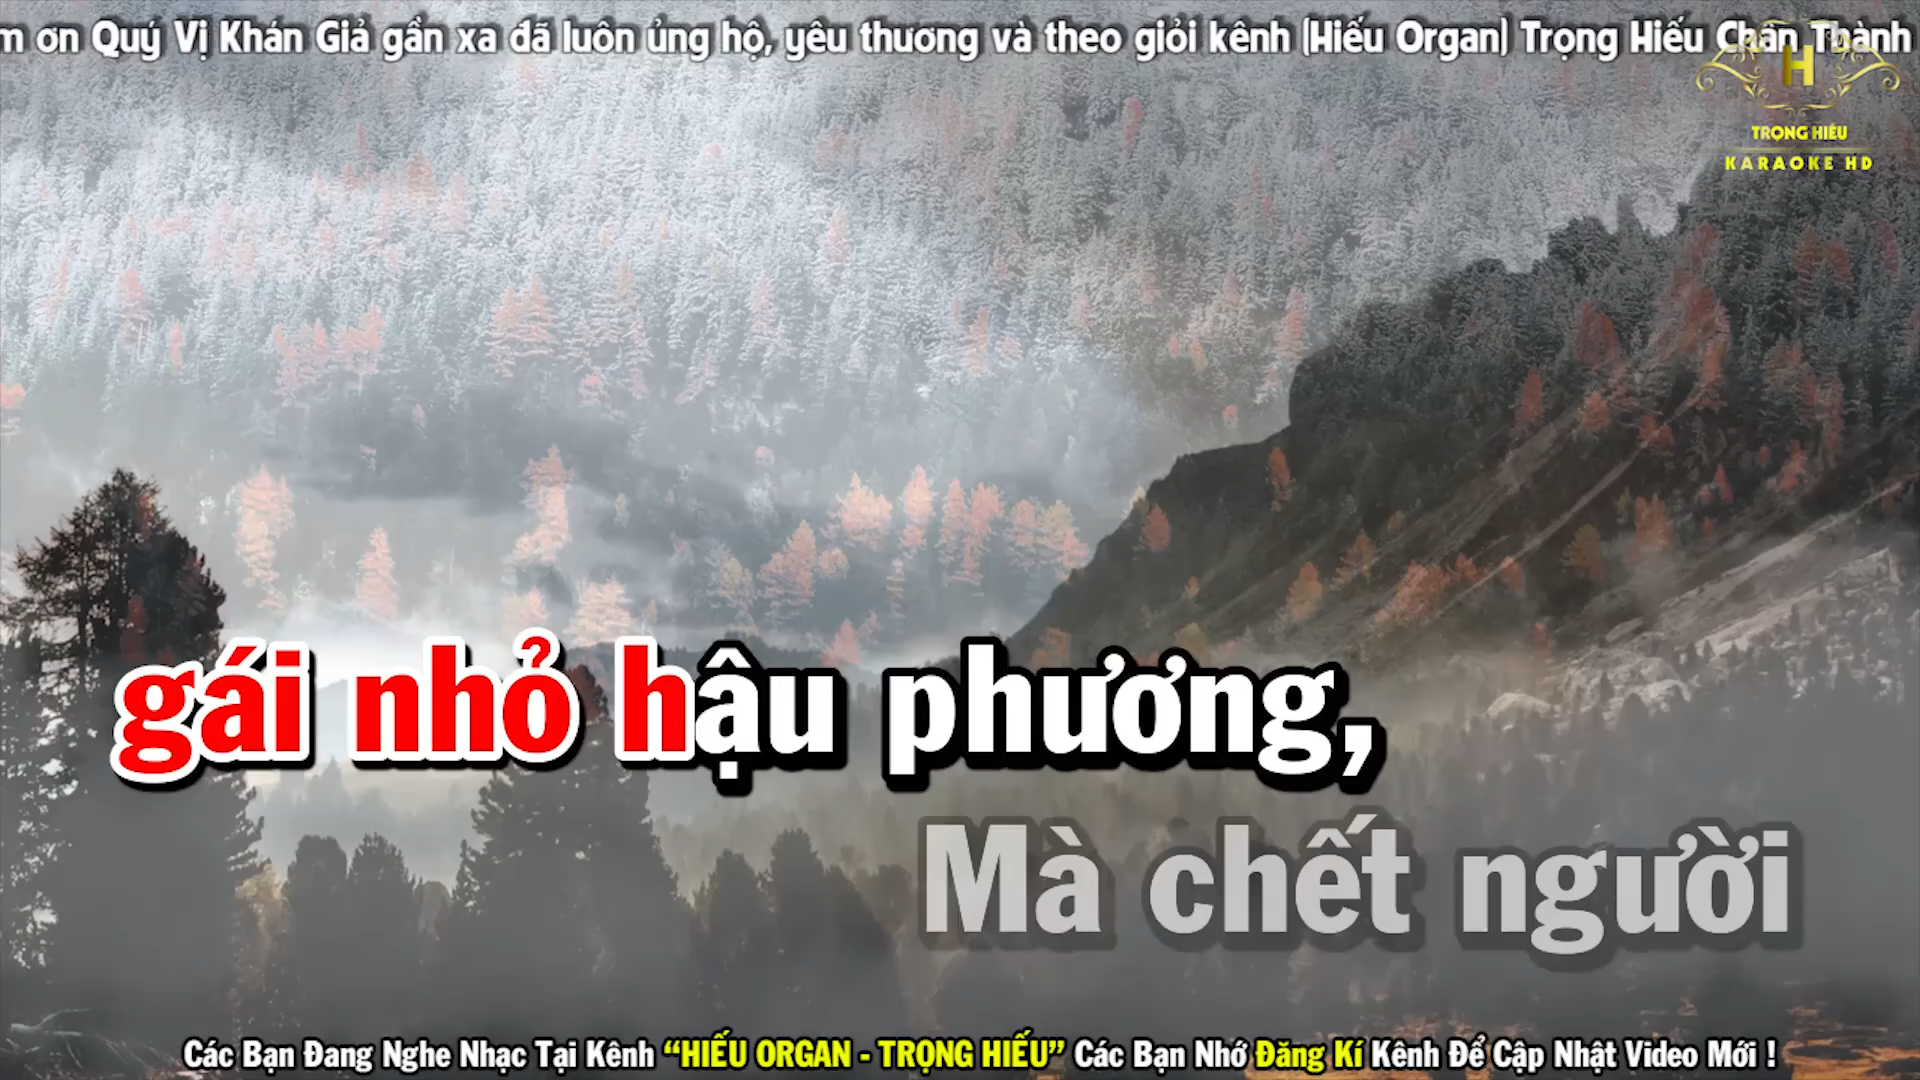 m ơn Quý Vị Khán Giả gần xa đã luôn ủng hộ, yêu thương và theo giỏi kênh (Hiếu Organ) Trọng Hiếu Chân Thành
H
TRỌNG HIẾU
KARAOKE HD
gái nhỏ hậu phương,
Mà chết người
Các Bạn Đang Nghe Nhạc Tại Kênh “HIẾU ORGAN - TRỌNG HIẾU” Các Bạn Nhớ Đăng Kí Kênh Để Cập Nhật Video Mới !